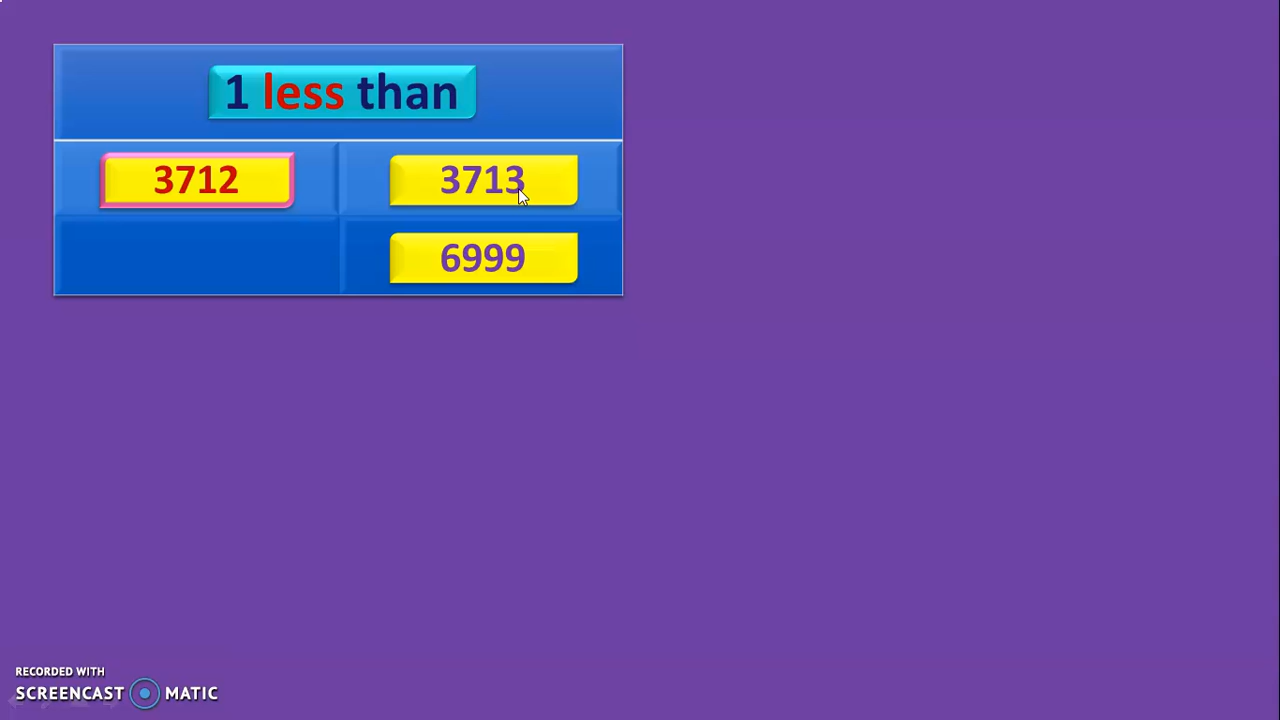 1 less than
3712 3713
6999
RECORDED WITH
SCREENCAST MATIC